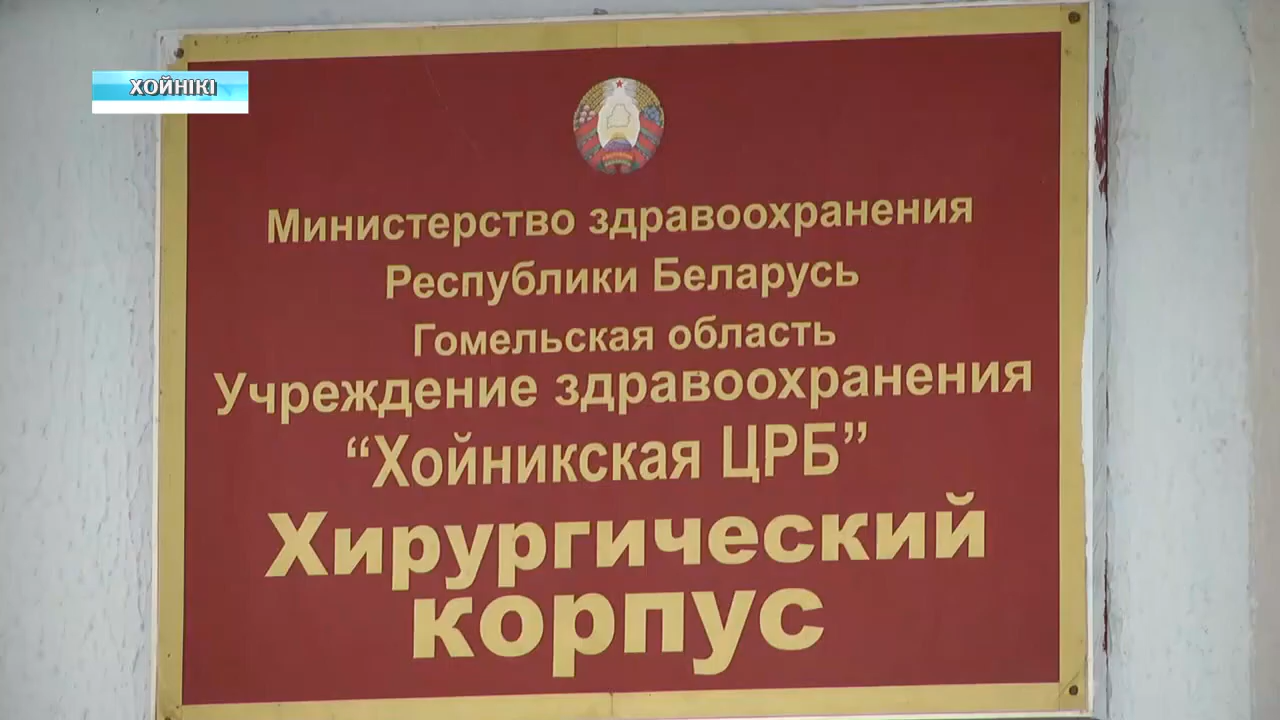 ХОЙНІКІ
Министерство здравоохранения
Республики Беларусь
Гомельская область
Учреждение здравоохранения
“Хойникская ЦРБ”
Хирургический
корпус